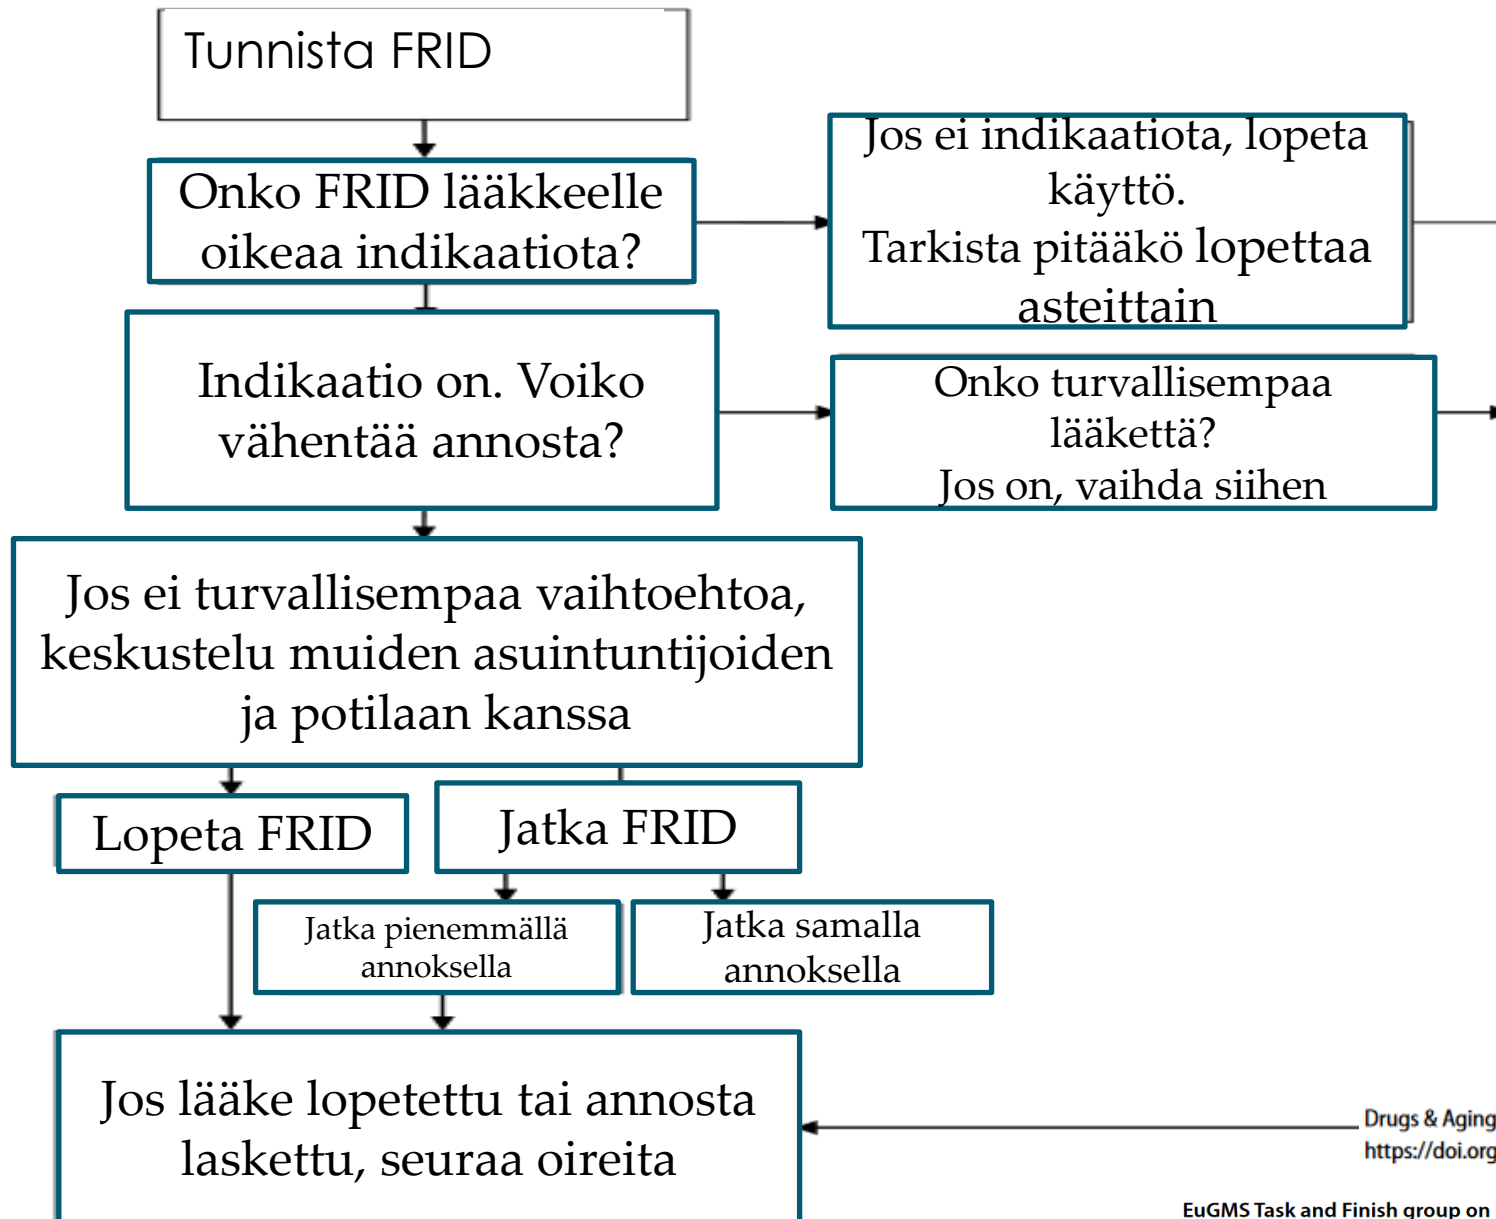 Tunnista FRID
Onko FRID lääkkeelle
oikeaa indikaatiota?
Jos ei indikaatiota, lopeta
käyttö.
Tarkista pitääkö lopettaa
asteittain
Indikaatio on. Voiko
vähentää annosta?
Onko turvallisempaa
lääkettä?
Jos on, vaihda siihen
Jos ei turvallisempaa vaihtoehtoa,
keskustelu muiden asuintuntijoiden
ja potilaan kanssa
Lopeta FRID
Jatka FRID
Jatka pienemmällä
annoksella
Jatka samalla
annoksella
Jos lääke lopetettu tai annosta
laskettu, seuraa oireita
Drugs & Aging
https://doi.org
EuGMS Task and Finish group on